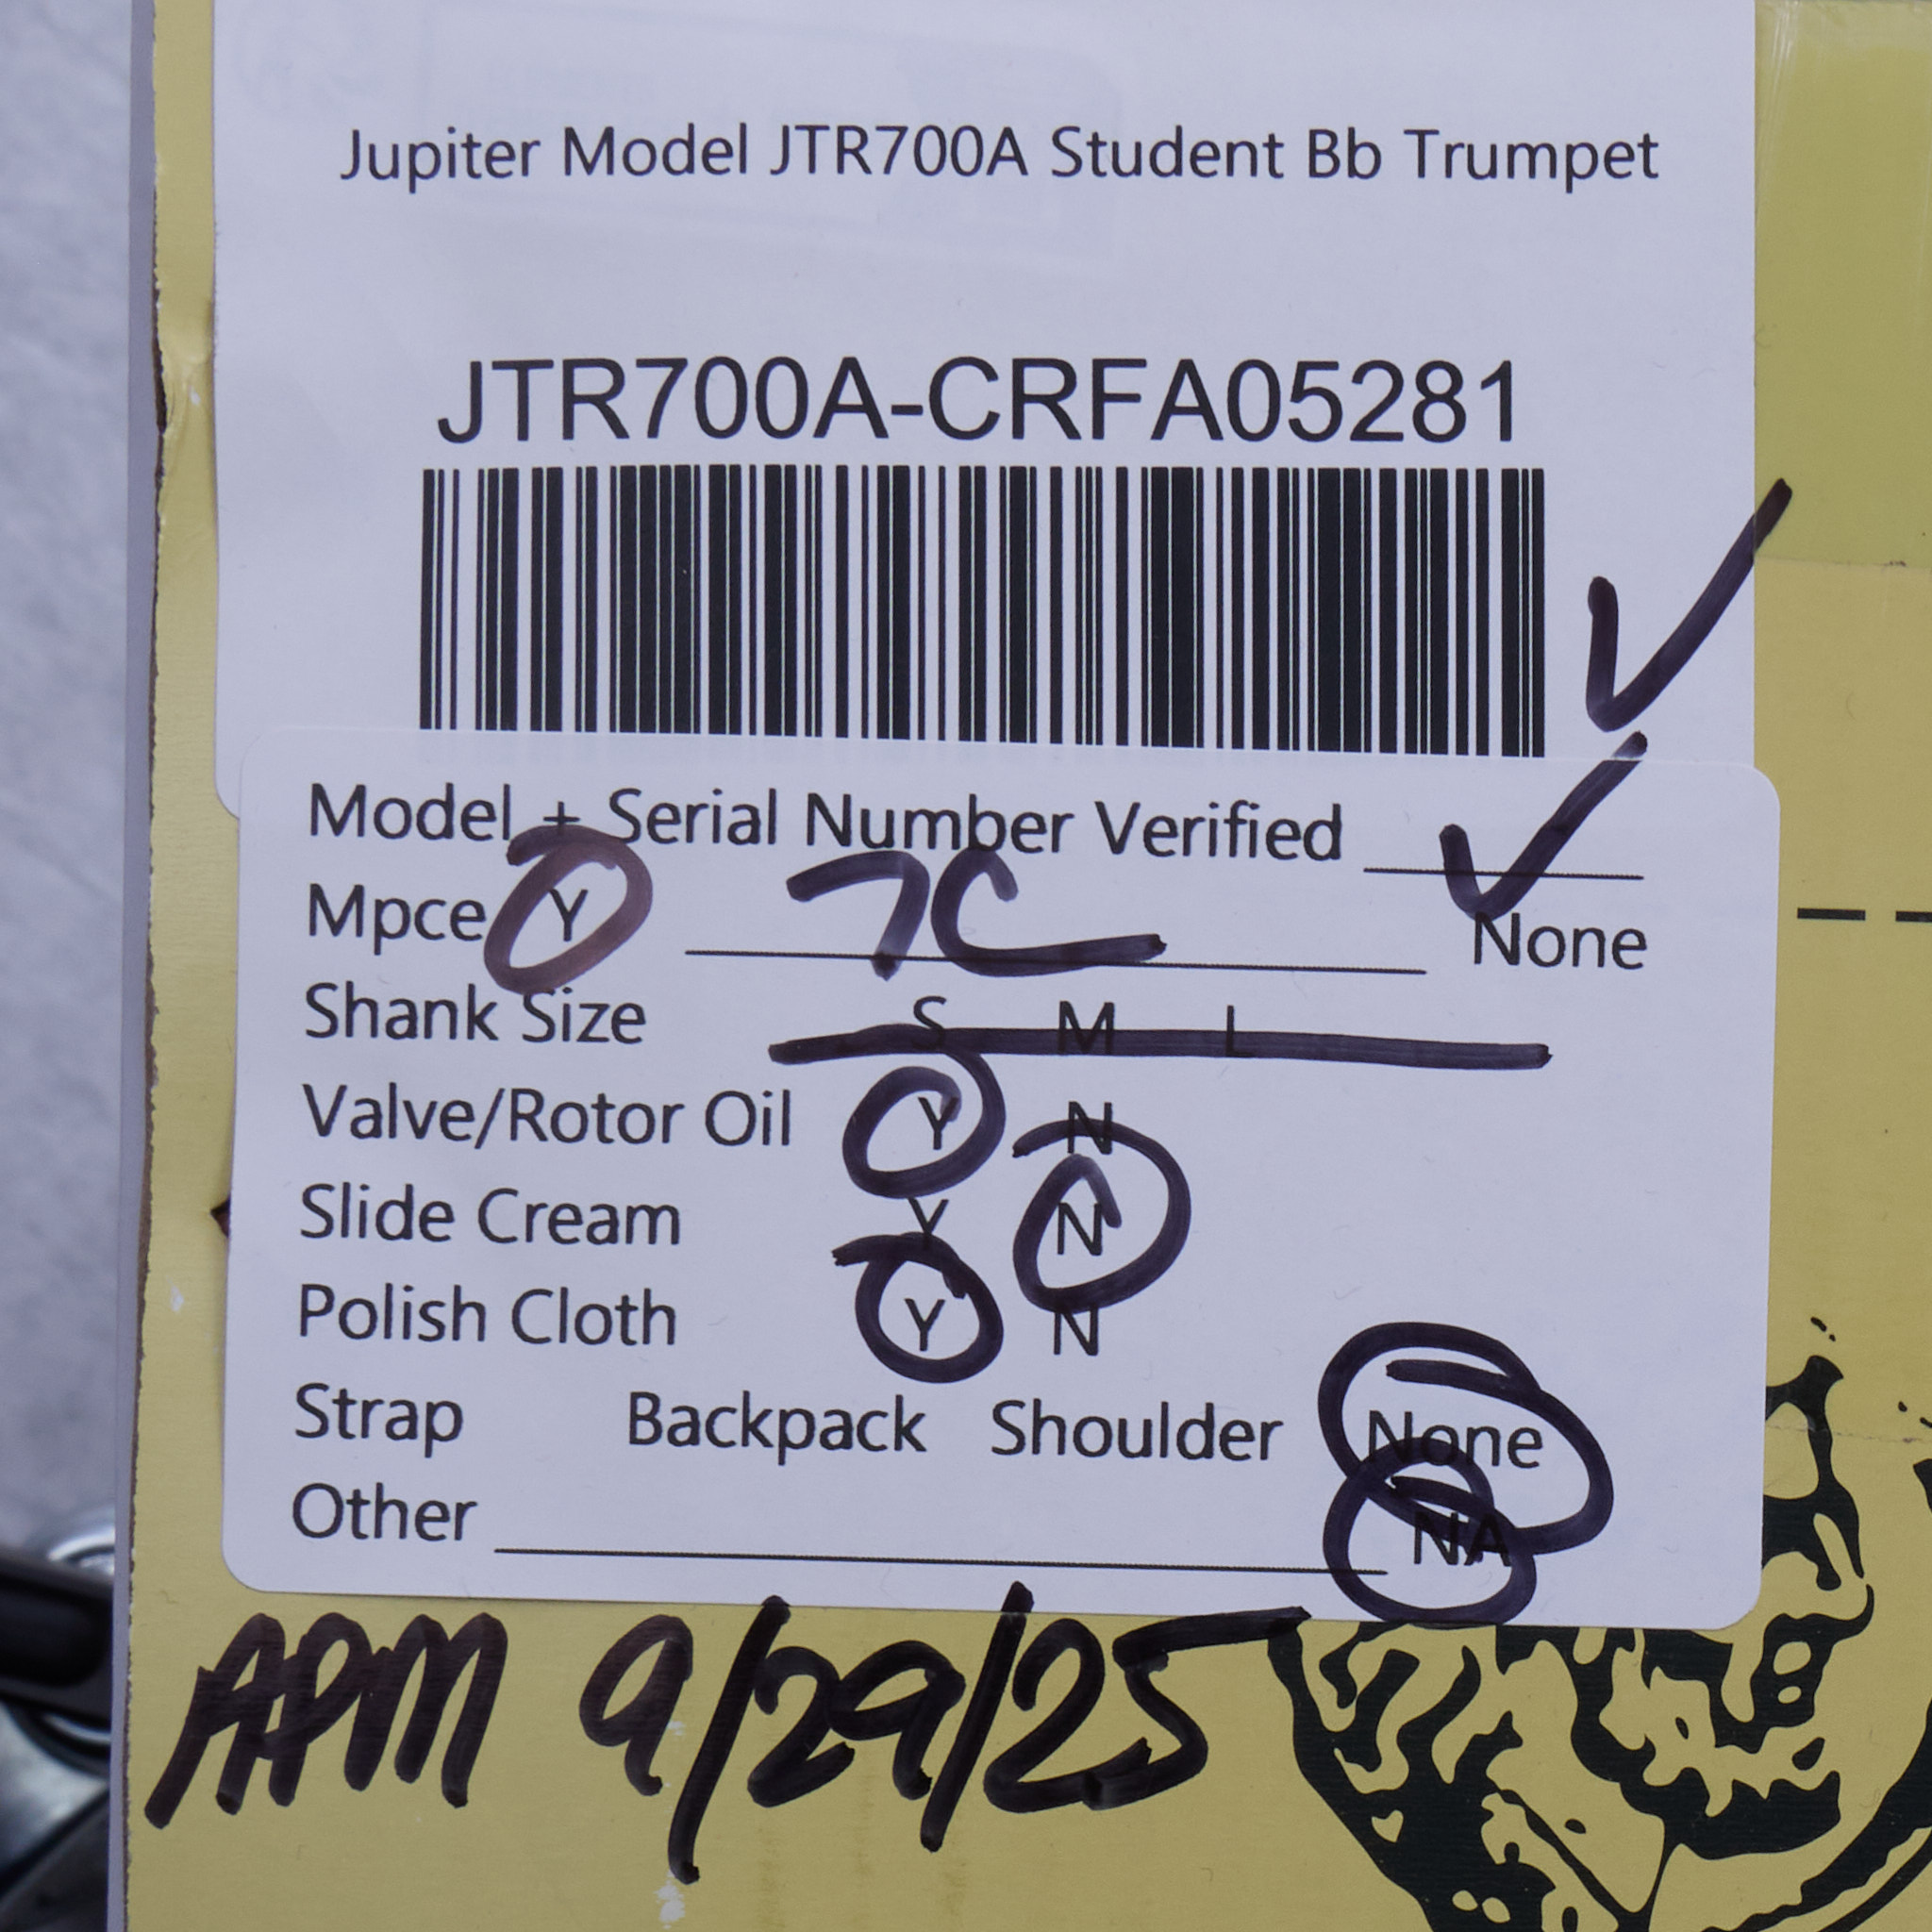 Jupiter Model JTR700A Student Bb Trumpet
JTR700A-CRFA05281
Model + Serial Number Verified ✓
Mpce Y 7C None
Shank Size S M L
Valve/Rotor Oil Y N
Slide Cream Y N
Polish Cloth Y N
Strap Backpack Shoulder None
Other NA
APM 9/29/25